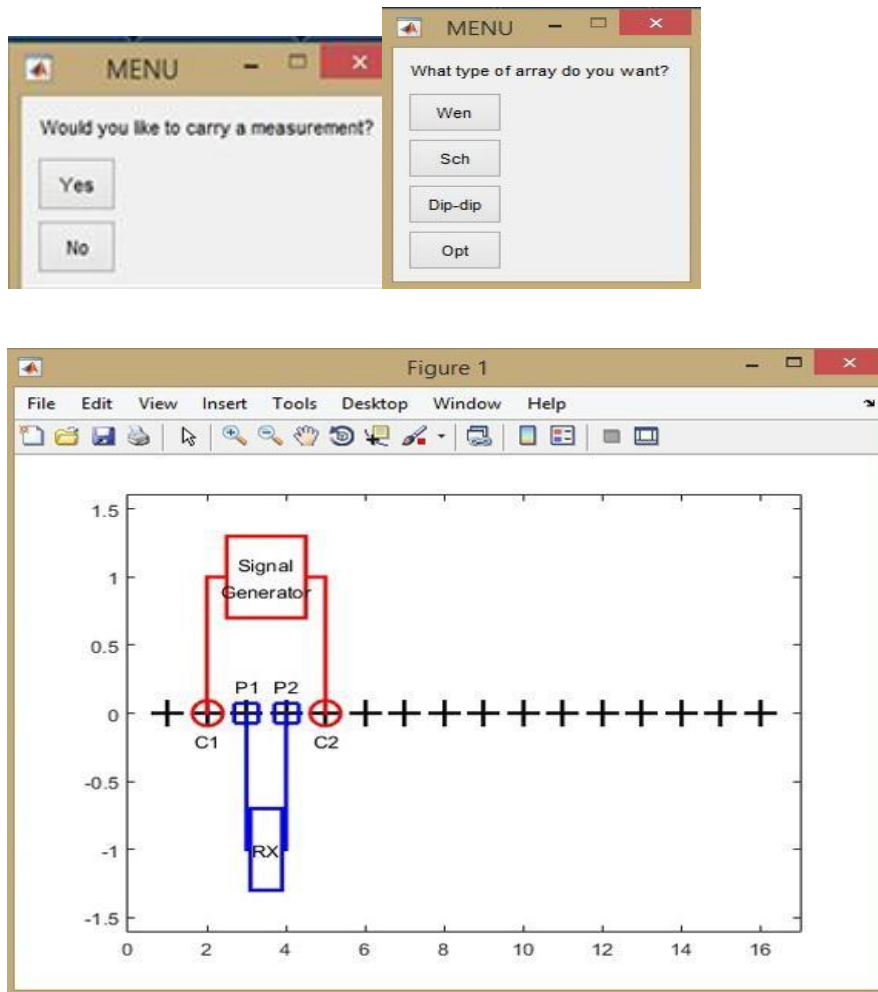 MENU
Would you like to carry a measurement?
Yes
No
MENU
What type of array do you want?
Wen
Sch
Dip-dip
Opt
Figure 1
File Edit View Insert Tools Desktop Window Help
1.5
Signal
1
Generator
0.5
P1 P2
0
C1 C2
-0.5
-1
RX
-1.5
0 2 4 6 8 10 12 14 16